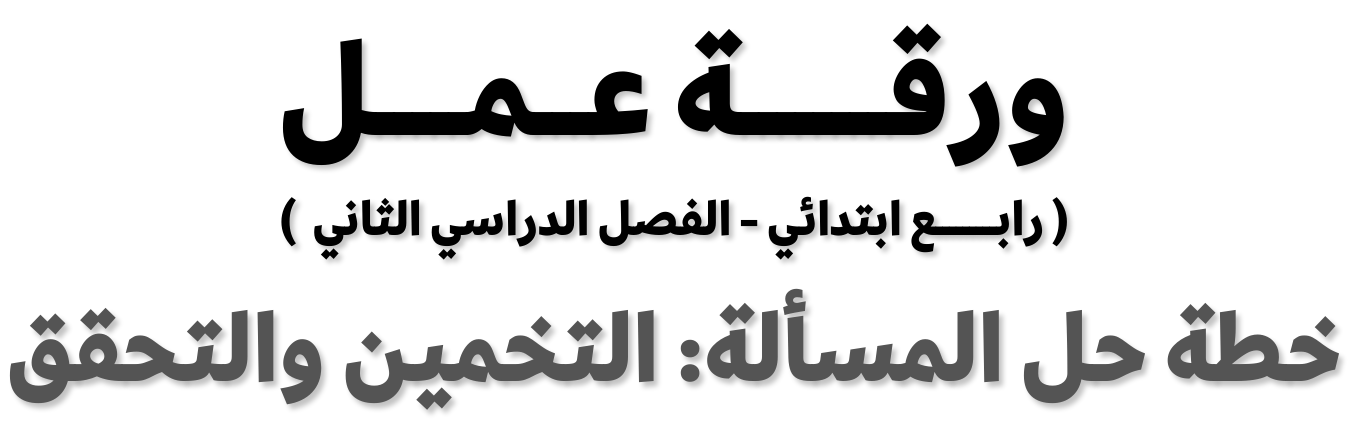 ورقة عمل
( رابع ابتدائي - الفصل الدراسي الثاني )
خطة حل المسألة: التخمين والتحقق